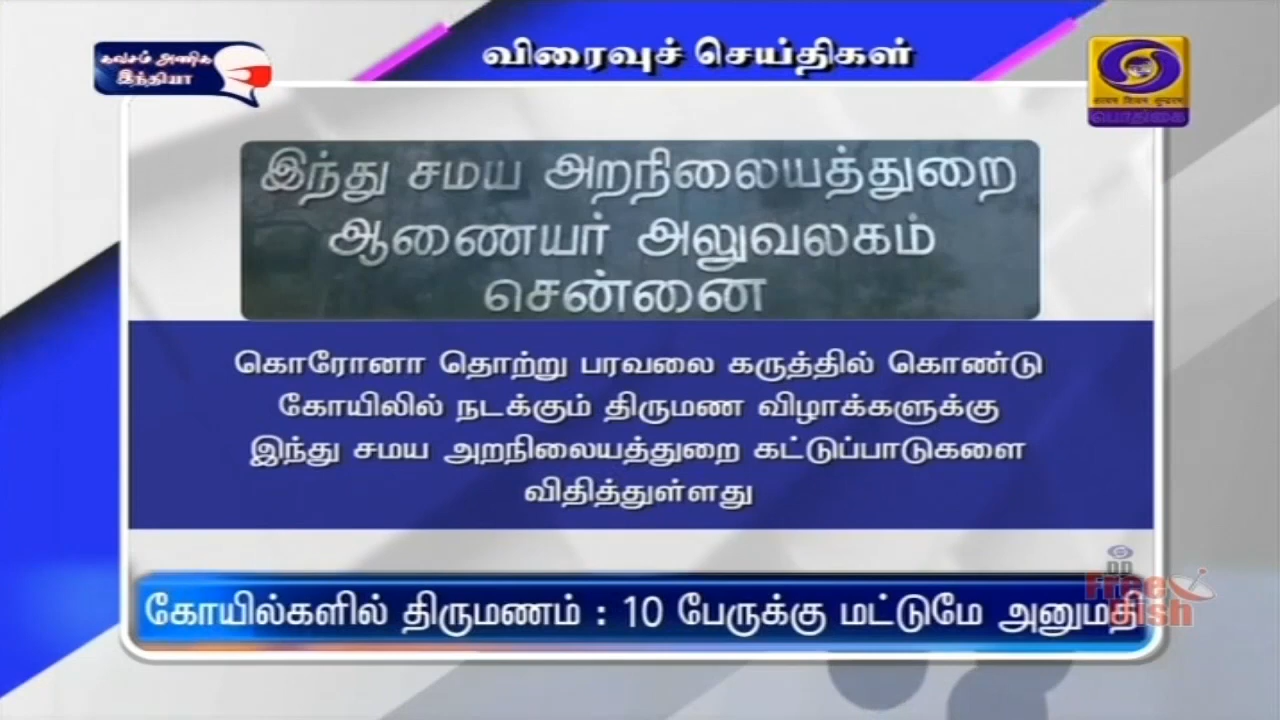 விரைவுச் செய்திகள்
கவசம் அணிக
இந்தியா
பொதிகை
இந்து சமய அறநிலையத்துறை
ஆணையர் அலுவலகம்
சென்னை
கொரோனா தொற்று பரவலை கருத்தில் கொண்டு
கோயிலில் நடக்கும் திருமண விழாக்களுக்கு
இந்து சமய அறநிலையத்துறை கட்டுப்பாடுகளை
விதித்துள்ளது
DD
Free
Dish
கோயில்களில் திருமணம் : 10 பேருக்கு மட்டுமே அனுமதி